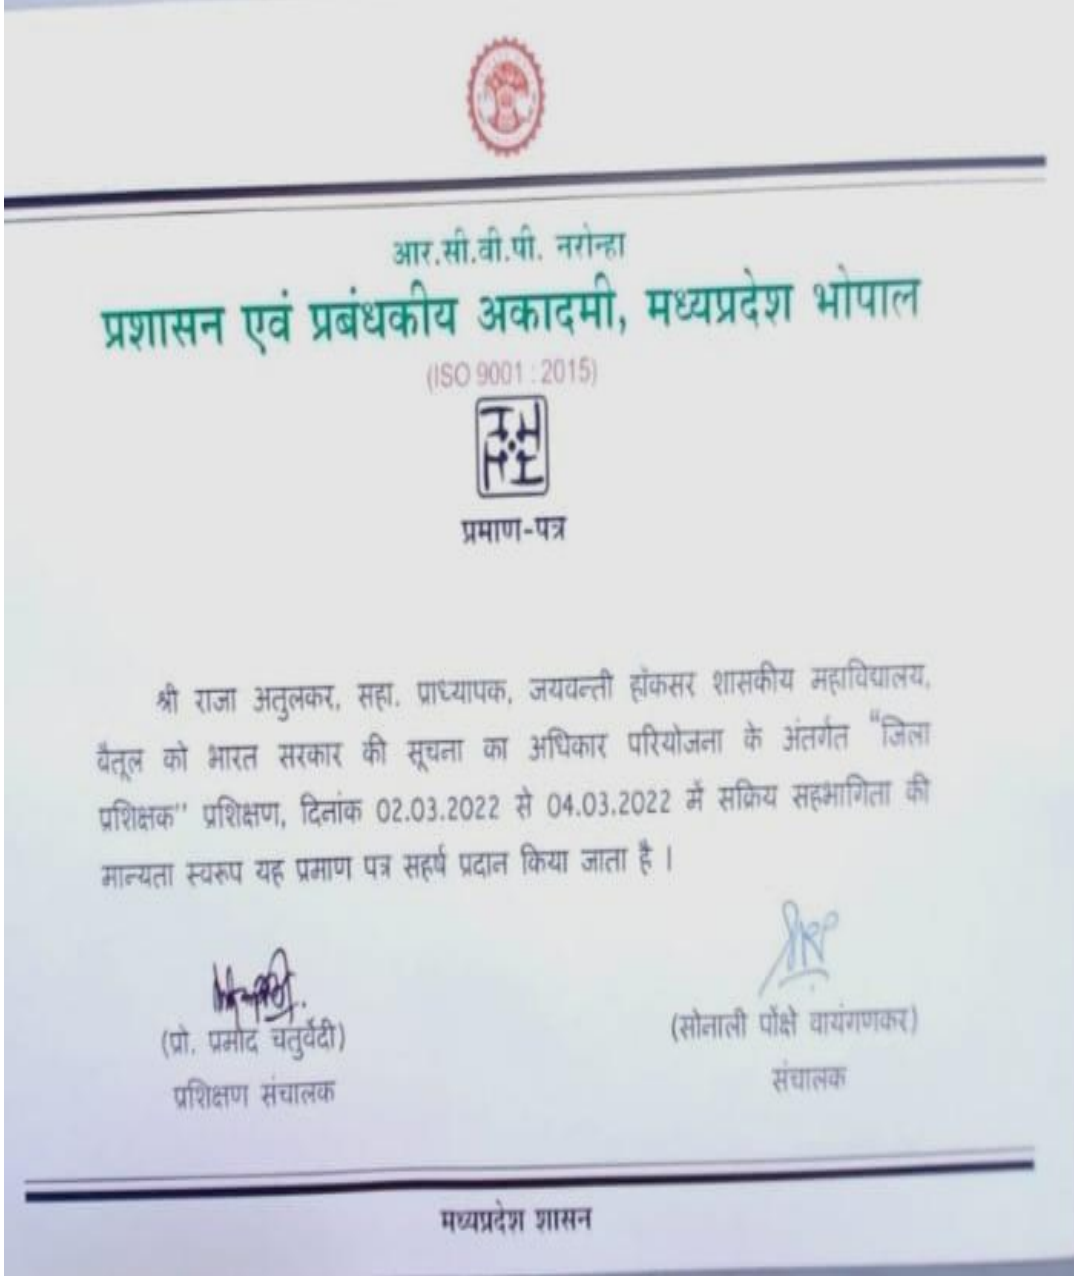 आर.सी.वी.पी. नरोन्हा
प्रशासन एवं प्रबंधकीय अकादमी, मध्यप्रदेश भोपाल
(ISO 9001 : 2015)
प्रमाण-पत्र
श्री राजा अतुलकर, सहा. प्राध्यापक, जयवन्ती हॉकसर शासकीय महाविद्यालय,
बैतूल को भारत सरकार की सूचना का अधिकार परियोजना के अंतर्गत "जिला
प्रशिक्षक" प्रशिक्षण, दिनांक 02.03.2022 से 04.03.2022 में सक्रिय सहभागिता की
मान्यता स्वरूप यह प्रमाण पत्र सहर्ष प्रदान किया जाता है ।
(प्रो. प्रमोद चतुर्वेदी)
प्रशिक्षण संचालक
(सोनाली पोंक्षे वायंगणकर)
संचालक
मध्यप्रदेश शासन